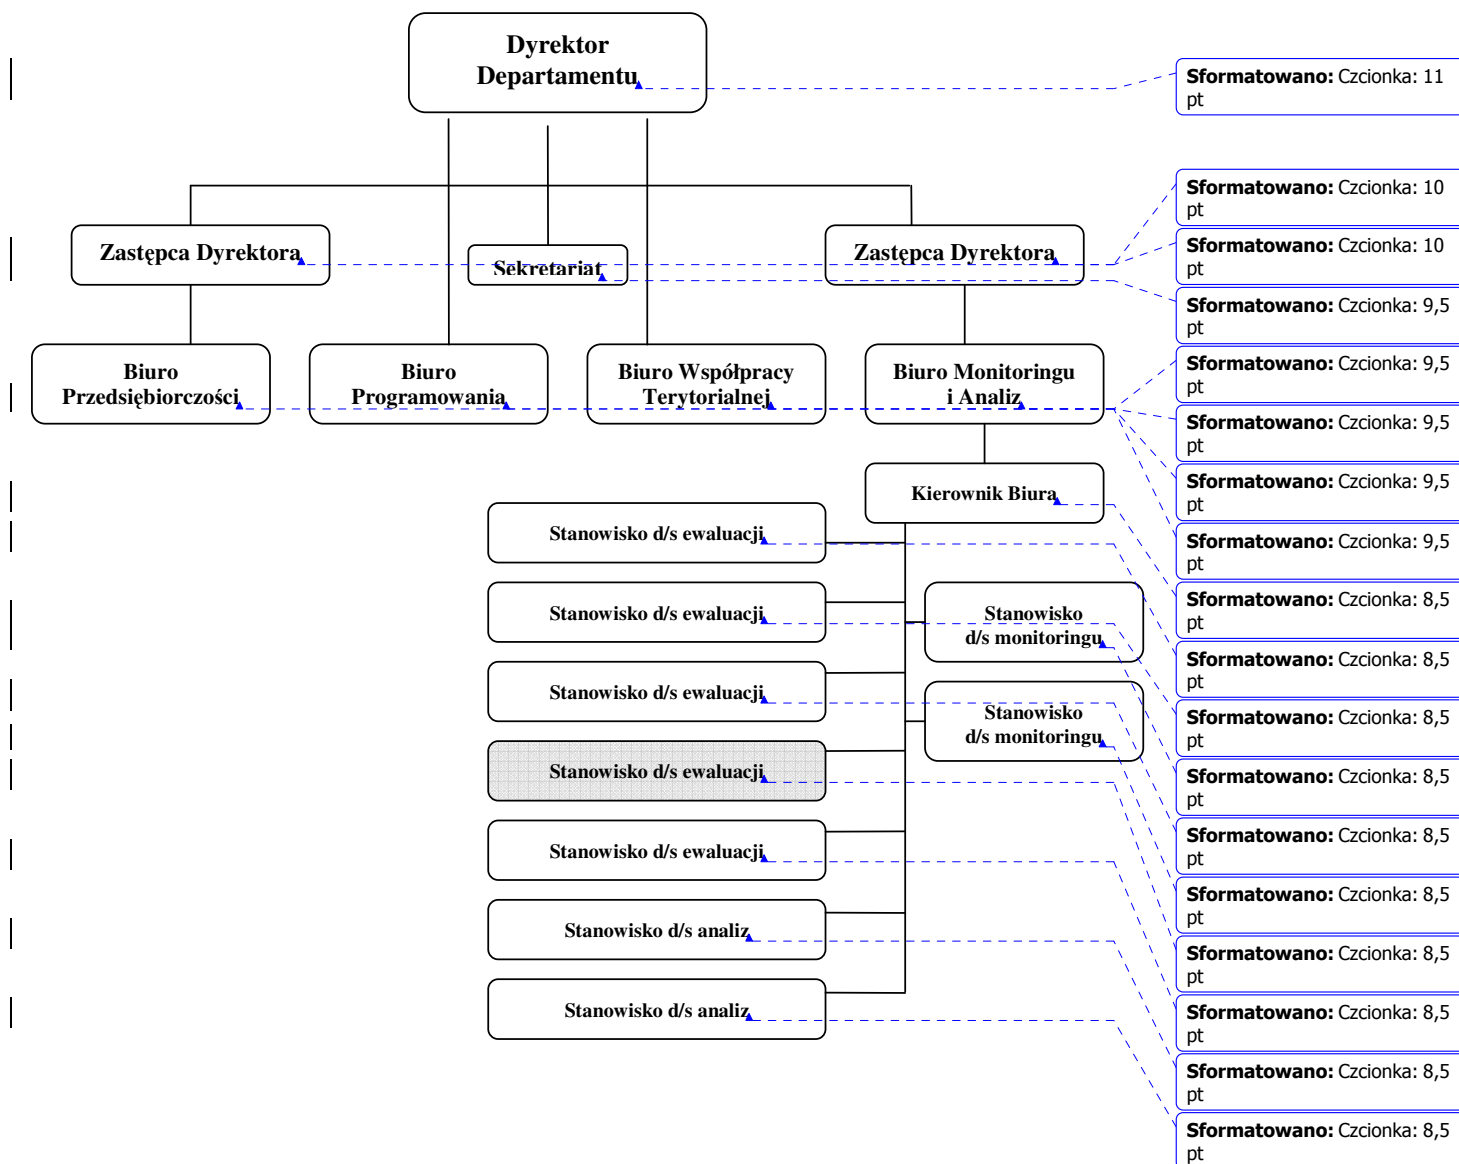 Dyrektor
Departamentu
Zastępca Dyrektora
Sekretariat
Zastępca Dyrektora
Biuro
Przedsiębiorczości
Biuro
Programowania
Biuro Współpracy
Terytorialnej
Biuro Monitoringu
i Analiz
Kierownik Biura
Stanowisko d/s ewaluacji
Stanowisko d/s ewaluacji
Stanowisko
d/s monitoringu
Stanowisko d/s ewaluacji
Stanowisko
d/s monitoringu
Stanowisko d/s ewaluacji
Stanowisko d/s ewaluacji
Stanowisko d/s analiz
Stanowisko d/s analiz
Sformatowano: Czcionka: 11
pt
Sformatowano: Czcionka: 10
pt
Sformatowano: Czcionka: 10
pt
Sformatowano: Czcionka: 9,5
pt
Sformatowano: Czcionka: 9,5
pt
Sformatowano: Czcionka: 9,5
pt
Sformatowano: Czcionka: 9,5
pt
Sformatowano: Czcionka: 9,5
pt
Sformatowano: Czcionka: 8,5
pt
Sformatowano: Czcionka: 8,5
pt
Sformatowano: Czcionka: 8,5
pt
Sformatowano: Czcionka: 8,5
pt
Sformatowano: Czcionka: 8,5
pt
Sformatowano: Czcionka: 8,5
pt
Sformatowano: Czcionka: 8,5
pt
Sformatowano: Czcionka: 8,5
pt
Sformatowano: Czcionka: 8,5
pt
Sformatowano: Czcionka: 8,5
pt